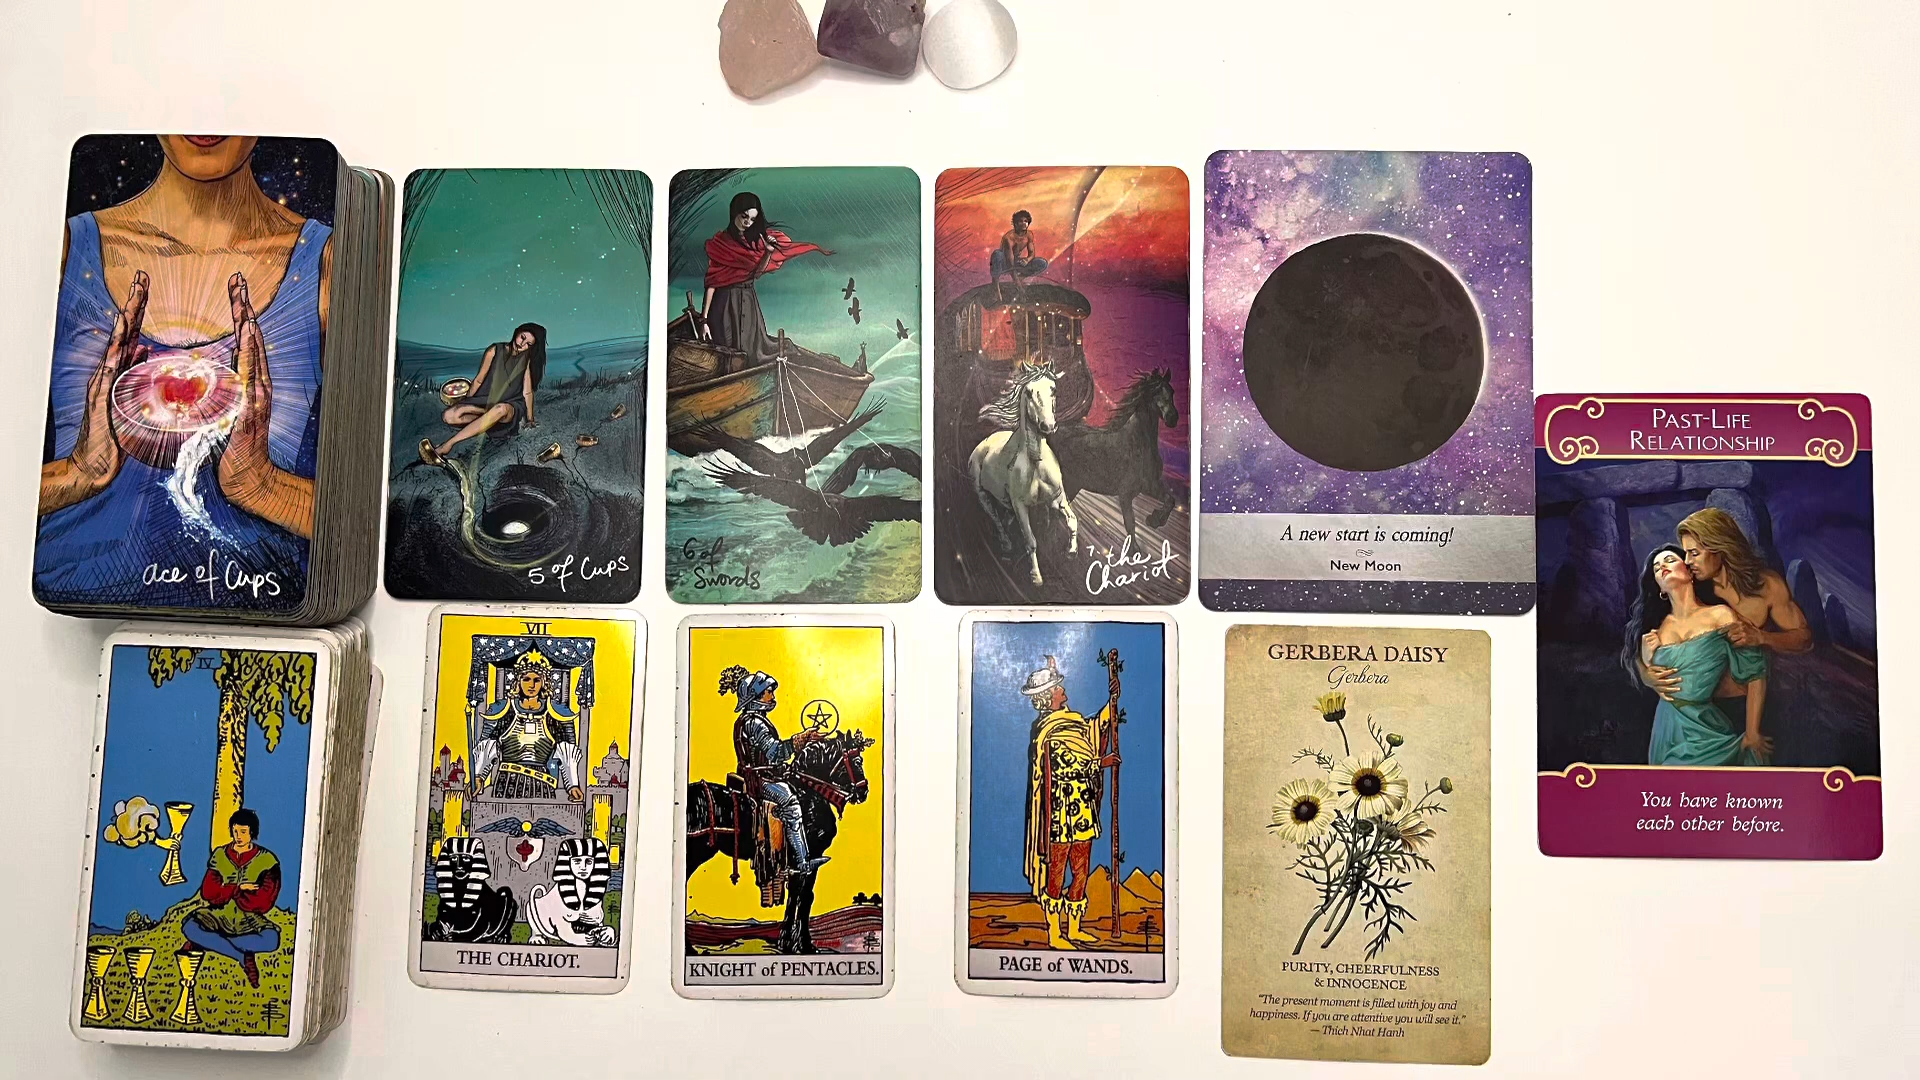 ace of Cups
5 of Cups
6 of
Swords
7. the
Chariot
A new start is coming!
New Moon
PAST-LIFE
RELATIONSHIP
You have known
each other before.
IV
VII
THE CHARIOT.
KNIGHT of PENTACLES.
PAGE of WANDS.
GERBERA DAISY
Gerbera
PURITY, CHEERFULNESS
& INNOCENCE
"The present moment is filled with joy and
happiness. If you are attentive you will see it."
— Thich Nhat Hanh